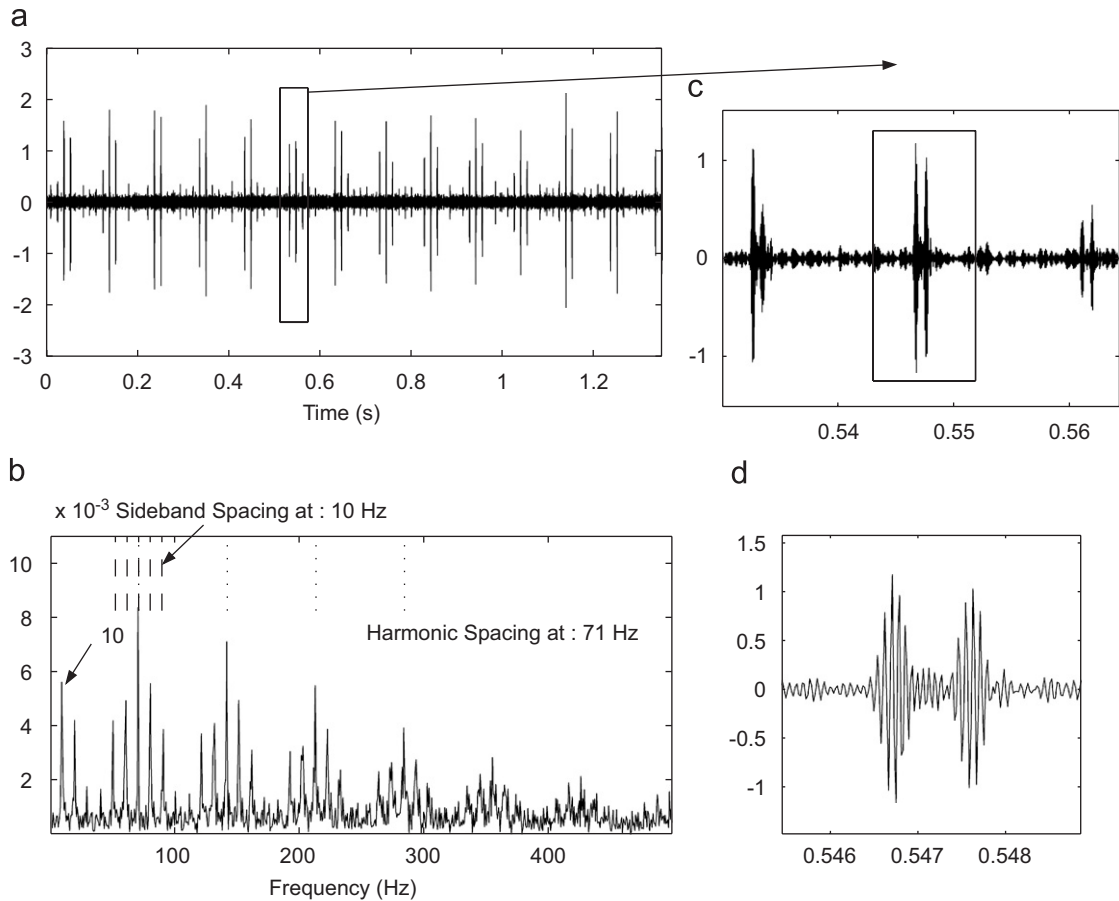 a
3
2
1
0
-1
-2
-3
0 0.2 0.4 0.6 0.8 1 1.2
Time (s)
c
1
0
-1
0.54 0.55 0.56
b
x 10-3 Sideband Spacing at : 10 Hz
10
8
6
4
2
10
Harmonic Spacing at : 71 Hz
100 200 300 400
Frequency (Hz)
d
1.5
1
0.5
0
-0.5
-1
0.546 0.547 0.548